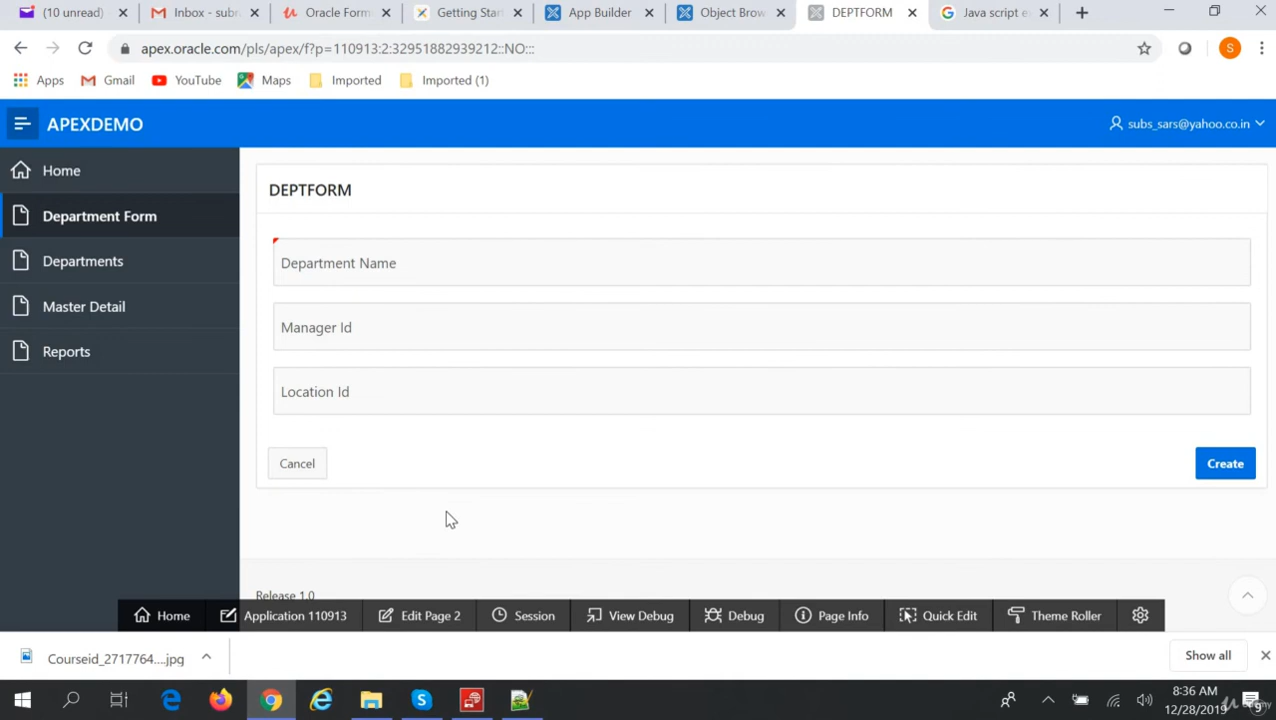 (10 unread)
Inbox - subr
Oracle Form
Getting Star
App Builder
Object Brow
DEPTFORM
Java script e
apex.oracle.com/pls/apex/f?p=110913:2:32951882939212::NO:::
S
Apps
Gmail
YouTube
Maps
Imported
Imported (1)
APEXDEMO
subs_sars@yahoo.co.in
Home
Department Form
Departments
Master Detail
Reports
DEPTFORM
Department Name
Manager Id
Location Id
Cancel
Create
Release 1.0
Home
Application 110913
Edit Page 2
Session
View Debug
Debug
Page Info
Quick Edit
Theme Roller
Courseid_2717764....jpg
Show all
8:36 AM
12/28/2019